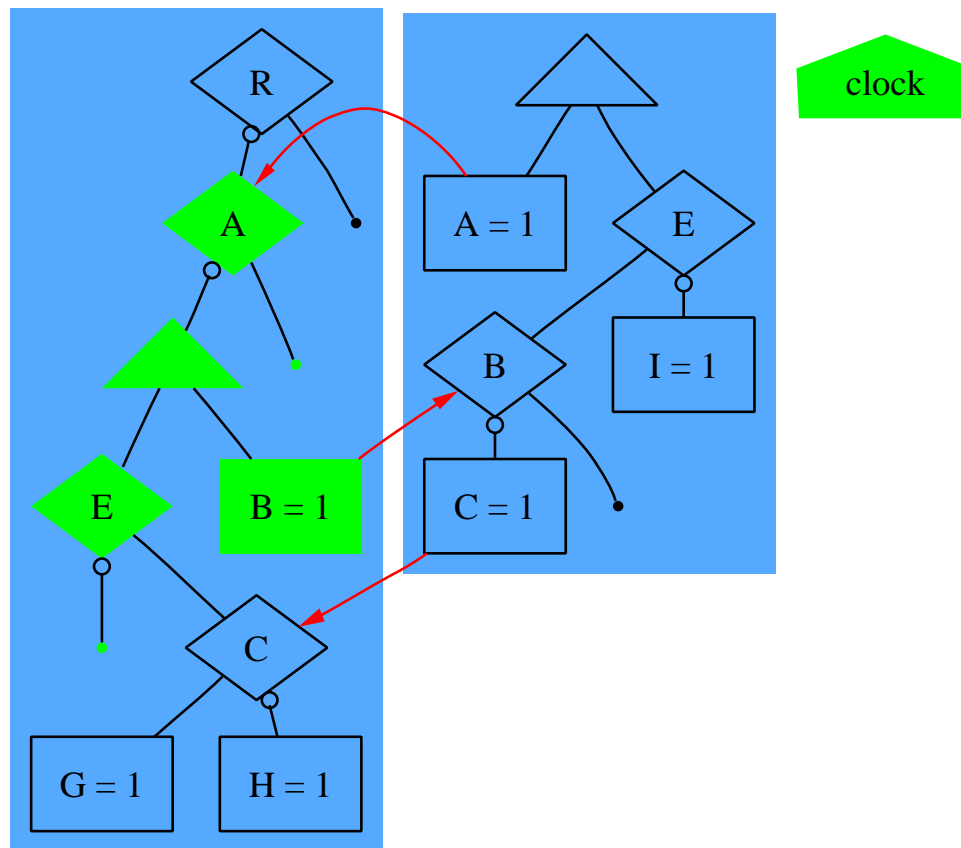 R
A
E
B = 1
C
G = 1
H = 1
A = 1
E
B
I = 1
C = 1
clock